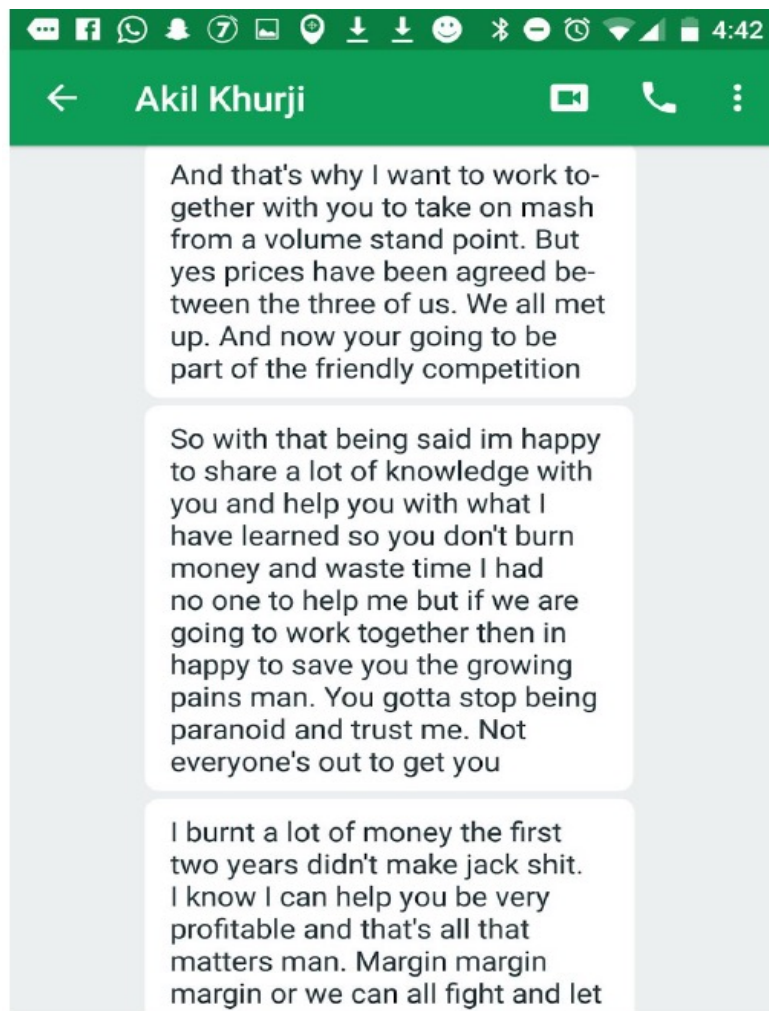 4:42
Akil Khurji
And that's why I want to work to-
gether with you to take on mash
from a volume stand point. But
yes prices have been agreed be-
tween the three of us. We all met
up. And now your going to be
part of the friendly competition
So with that being said im happy
to share a lot of knowledge with
you and help you with what I
have learned so you don't burn
money and waste time I had
no one to help me but if we are
going to work together then in
happy to save you the growing
pains man. You gotta stop being
paranoid and trust me. Not
everyone's out to get you
I burnt a lot of money the first
two years didn't make jack shit.
I know I can help you be very
profitable and that's all that
matters man. Margin margin
margin or we can all fight and let